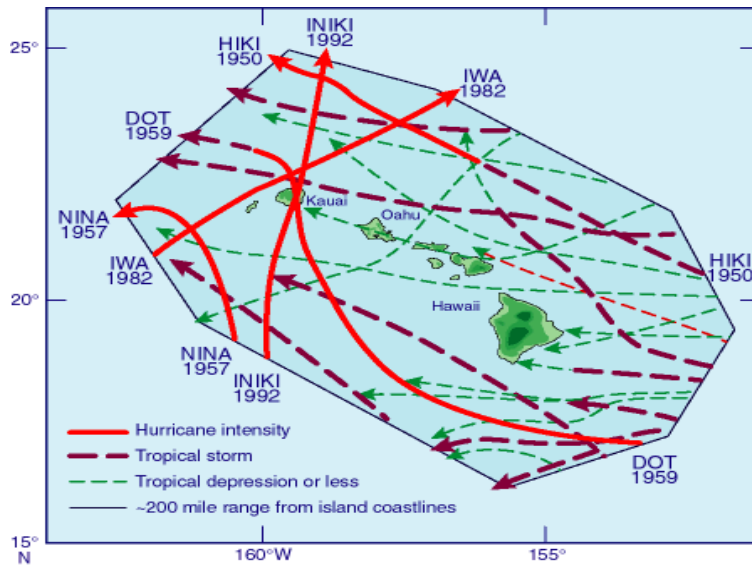 25°
INIKI
1992
HIKI
1950
IWA
1982
DOT
1959
Kauai
Oahu
NINA
1957
IWA
1982
HIKI
1950
20°
Hawaii
NINA
1957
INIKI
1992
Hurricane intensity
Tropical storm
Tropical depression or less
~200 mile range from island coastlines
DOT
1959
15°
N
160°W
155°